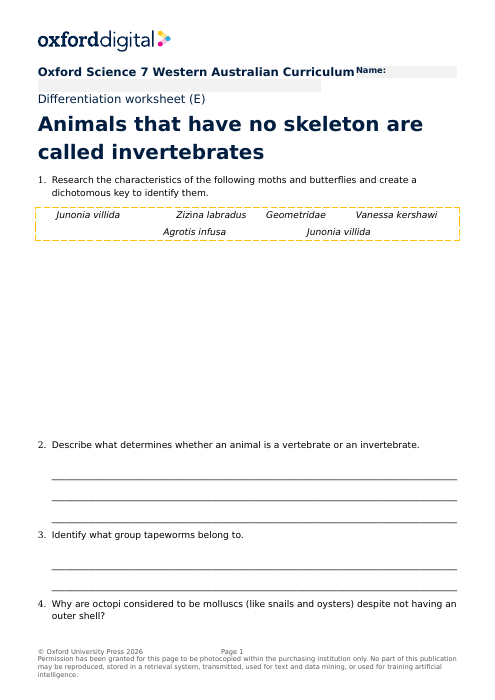 oxforddigital
Oxford Science 7 Western Australian Curriculum Name:
Differentiation worksheet (E)
Animals that have no skeleton are
called invertebrates
1. Research the characteristics of the following moths and butterflies and create a
dichotomous key to identify them.
Junonia villida Zizina labradus Geometridae Vanessa kershawi
Agrotis infusa Junonia villida
2. Describe what determines whether an animal is a vertebrate or an invertebrate.
3. Identify what group tapeworms belong to.
4. Why are octopi considered to be molluscs (like snails and oysters) despite not having an
outer shell?
© Oxford University Press 2026 Page 1
Permission has been granted for this page to be photocopied within the purchasing institution only. No part of this publication
may be reproduced, stored in a retrieval system, transmitted, used for text and data mining, or used for training artificial
intelligence.